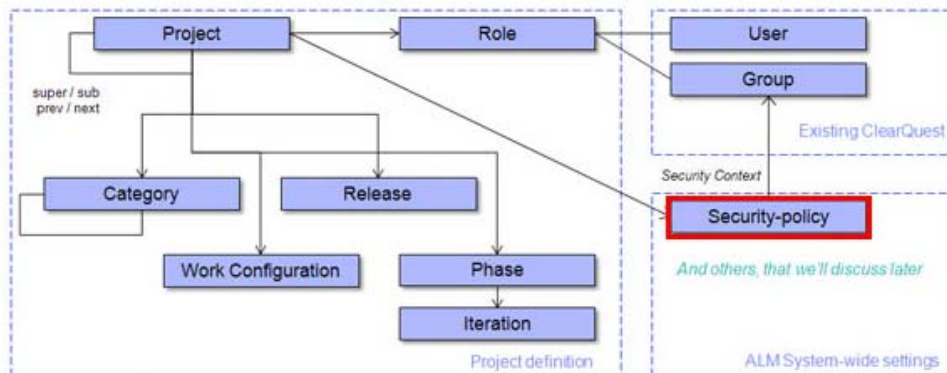 Project
Role
User
Group
super / sub
prev / next
Existing ClearQuest
Security Context
Category
Release
Security-policy
Work Configuration
Phase
And others, that we'll discuss later
Iteration
Project definition
ALM System-wide settings